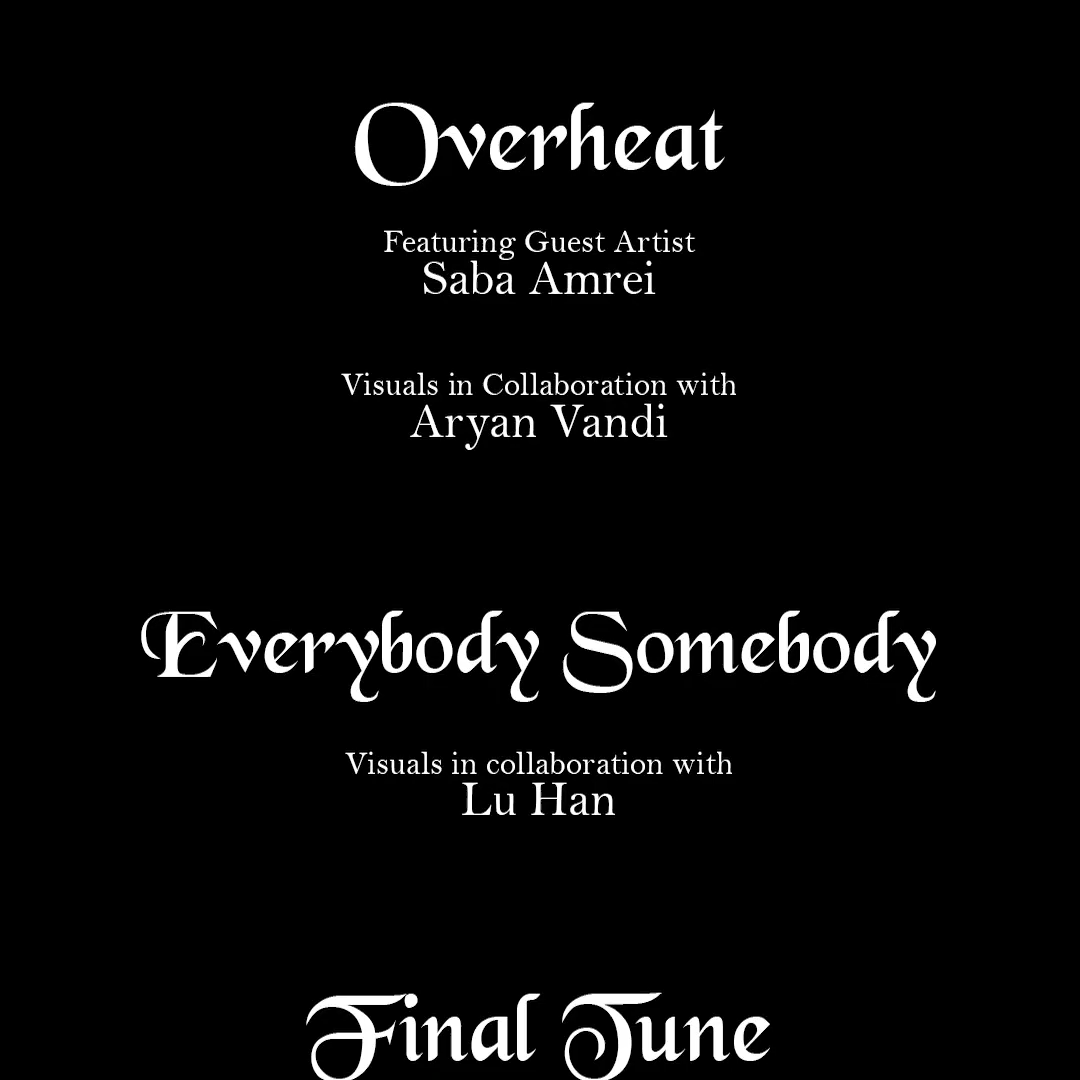 Overheat
Featuring Guest Artist
Saba Amrei
Visuals in Collaboration with
Aryan Vandi
Everybody Somebody
Visuals in collaboration with
Lu Han
Final Tune